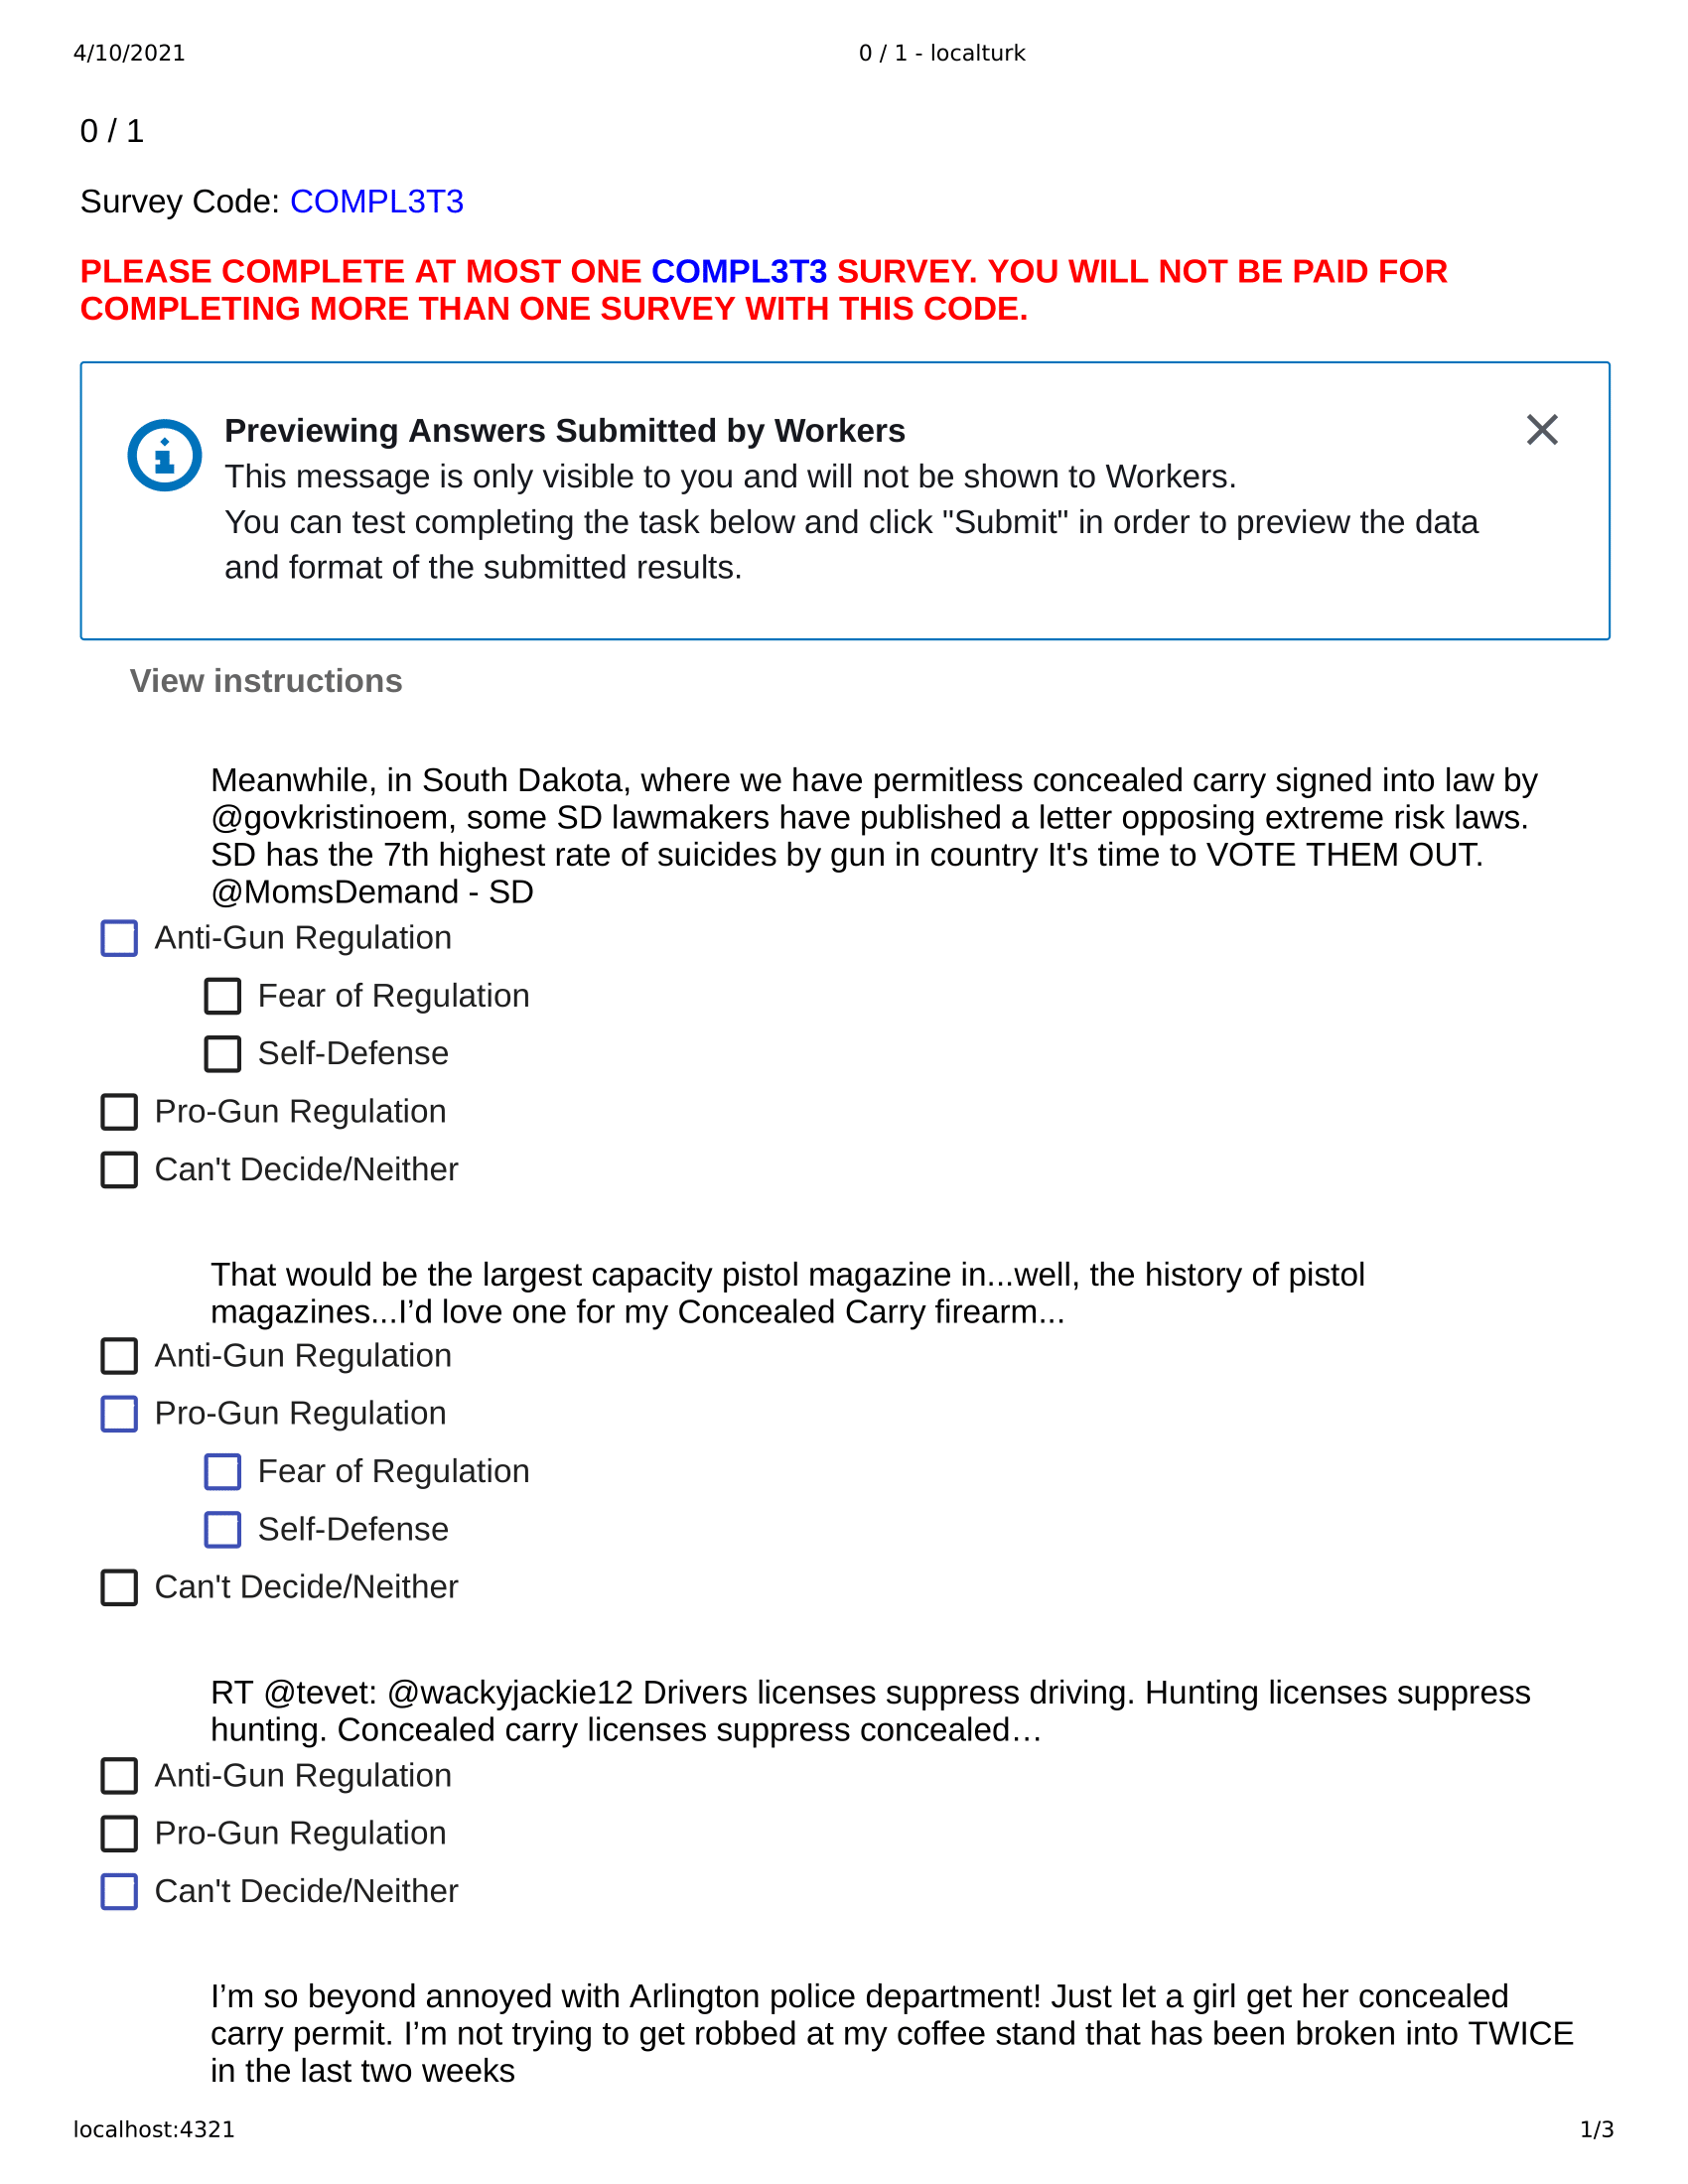 4/10/2021
0 / 1 - localturk
0 / 1
Survey Code: COMPL3T3
PLEASE COMPLETE AT MOST ONE COMPL3T3 SURVEY. YOU WILL NOT BE PAID FOR
COMPLETING MORE THAN ONE SURVEY WITH THIS CODE.
Previewing Answers Submitted by Workers
This message is only visible to you and will not be shown to Workers.
You can test completing the task below and click "Submit" in order to preview the data
and format of the submitted results.
View instructions
Meanwhile, in South Dakota, where we have permitless concealed carry signed into law by
@govkristinoem, some SD lawmakers have published a letter opposing extreme risk laws.
SD has the 7th highest rate of suicides by gun in country It's time to VOTE THEM OUT.
@MomsDemand - SD
Anti-Gun Regulation
Fear of Regulation
Self-Defense
Pro-Gun Regulation
Can't Decide/Neither
That would be the largest capacity pistol magazine in...well, the history of pistol
magazines...I’d love one for my Concealed Carry firearm...
Anti-Gun Regulation
Pro-Gun Regulation
Fear of Regulation
Self-Defense
Can't Decide/Neither
RT @tevet: @wackyjackie12 Drivers licenses suppress driving. Hunting licenses suppress
hunting. Concealed carry licenses suppress concealed…
Anti-Gun Regulation
Pro-Gun Regulation
Can't Decide/Neither
I’m so beyond annoyed with Arlington police department! Just let a girl get her concealed
carry permit. I’m not trying to get robbed at my coffee stand that has been broken into TWICE
in the last two weeks
localhost:4321
1/3